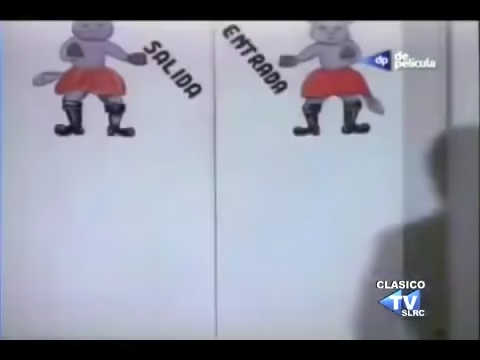 SALIDA
ENTRADA
dp de
película
CLASICO
TV
SLRC